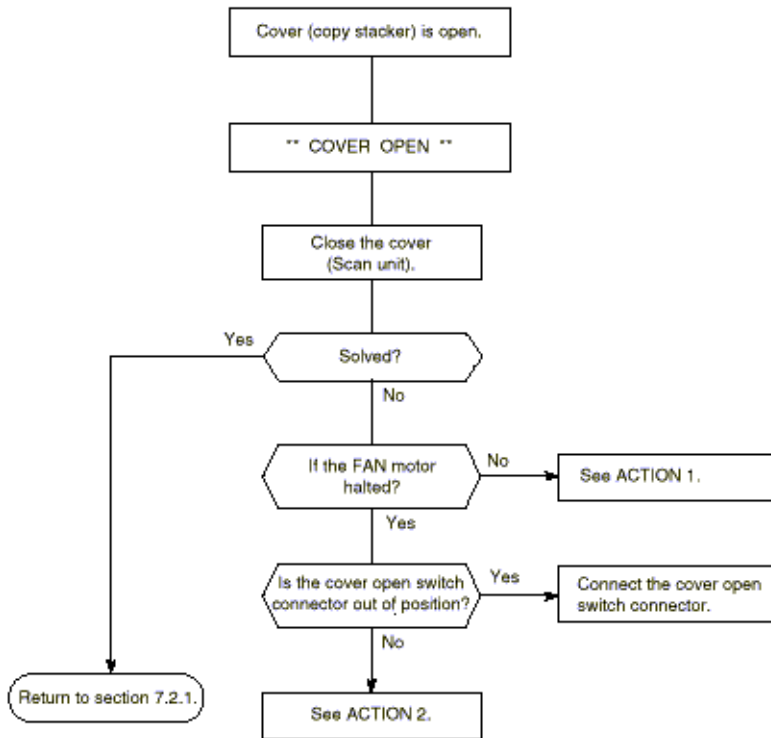 Cover (copy stacker) is open.
** COVER OPEN **
Close the cover
(Scan unit).
Yes
Solved?
No
If the FAN motor
halted?
No
See ACTION 1.
Yes
Is the cover open switch
connector out of position?
Yes
Connect the cover open
switch connector.
No
Return to section 7.2.1.
See ACTION 2.